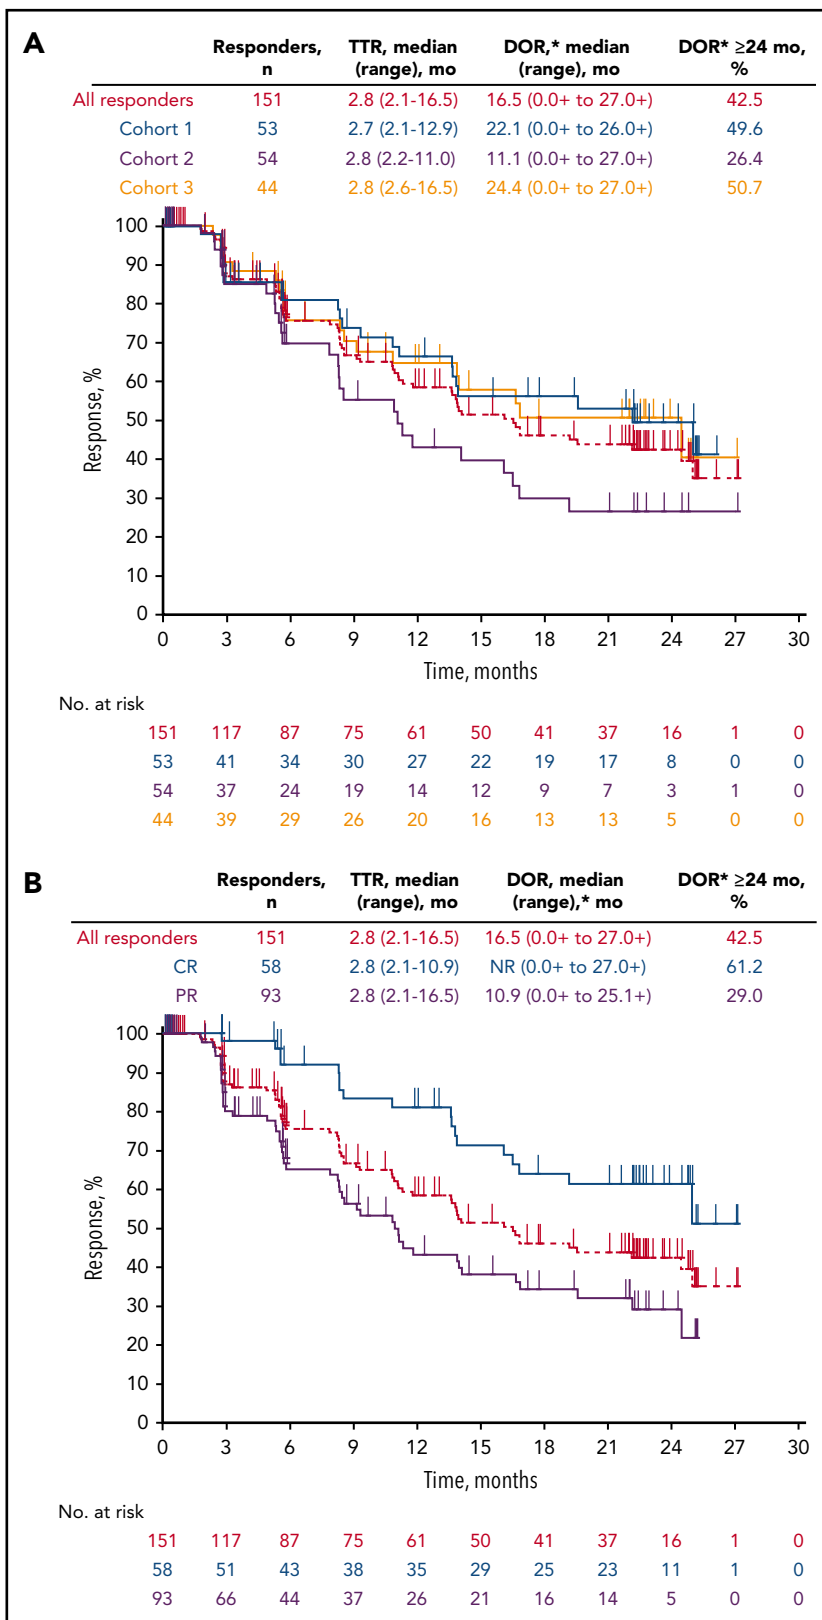 A
Responders, n TTR, median (range), mo DOR,* median (range), mo DOR* ≥24 mo, %
All responders 151 2.8 (2.1-16.5) 16.5 (0.0+ to 27.0+) 42.5
Cohort 1 53 2.7 (2.1-12.9) 22.1 (0.0+ to 26.0+) 49.6
Cohort 2 54 2.8 (2.2-11.0) 11.1 (0.0+ to 27.0+) 26.4
Cohort 3 44 2.8 (2.6-16.5) 24.4 (0.0+ to 27.0+) 50.7
Response, %
100
90
80
70
60
50
40
30
20
10
0
0 3 6 9 12 15 18 21 24 27 30
Time, months
No. at risk
151 117 87 75 61 50 41 37 16 1 0
53 41 34 30 27 22 19 17 8 0 0
54 37 24 19 14 12 9 7 3 1 0
44 39 29 26 20 16 13 13 5 0 0
B
Responders, n TTR, median (range), mo DOR, median (range),* mo DOR* ≥24 mo, %
All responders 151 2.8 (2.1-16.5) 16.5 (0.0+ to 27.0+) 42.5
CR 58 2.8 (2.1-10.9) NR (0.0+ to 27.0+) 61.2
PR 93 2.8 (2.1-16.5) 10.9 (0.0+ to 25.1+) 29.0
Response, %
100
90
80
70
60
50
40
30
20
10
0
0 3 6 9 12 15 18 21 24 27 30
Time, months
No. at risk
151 117 87 75 61 50 41 37 16 1 0
58 51 43 38 35 29 25 23 11 1 0
93 66 44 37 26 21 16 14 5 0 0